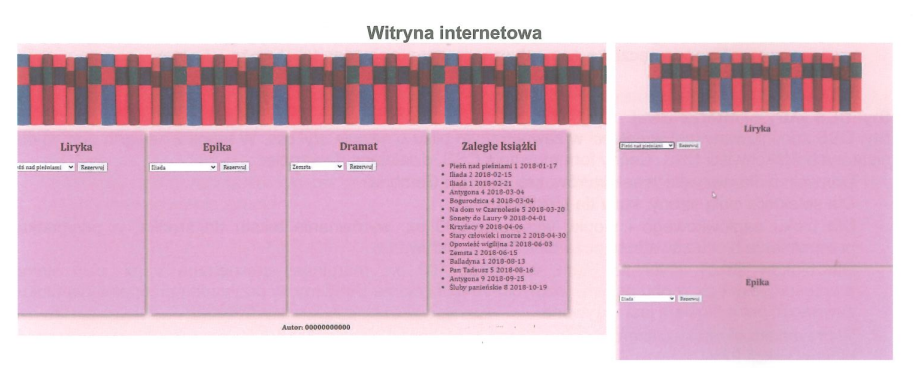 Witryna internetowa
Liryka
Pieśń nad pieśniami
Rezerwuj
Epika
Iliada
Rezerwuj
Dramat
Zemsta
Rezerwuj
Zaległe książki
Pieśń nad pieśniami 1 2018-01-17
Iliada 2 2018-02-15
Iliada 1 2018-02-21
Antygona 4 2018-03-04
Bogurodzica 4 2018-03-04
Na dom w Czarnolesie 5 2018-03-20
Sonety do Laury 9 2018-04-01
Krzyżacy 9 2018-04-06
Stary człowiek i morze 2 2018-04-30
Opowieść wigilijna 2 2018-06-03
Zemsta 2 2018-06-15
Balladyna 1 2018-08-13
Pan Tadeusz 5 2018-08-16
Antygona 9 2018-09-25
Śluby panieńskie 8 2018-10-19
Autor: 00000000000
Liryka
Pieśń nad pieśniami
Rezerwuj
Epika
Iliada
Rezerwuj